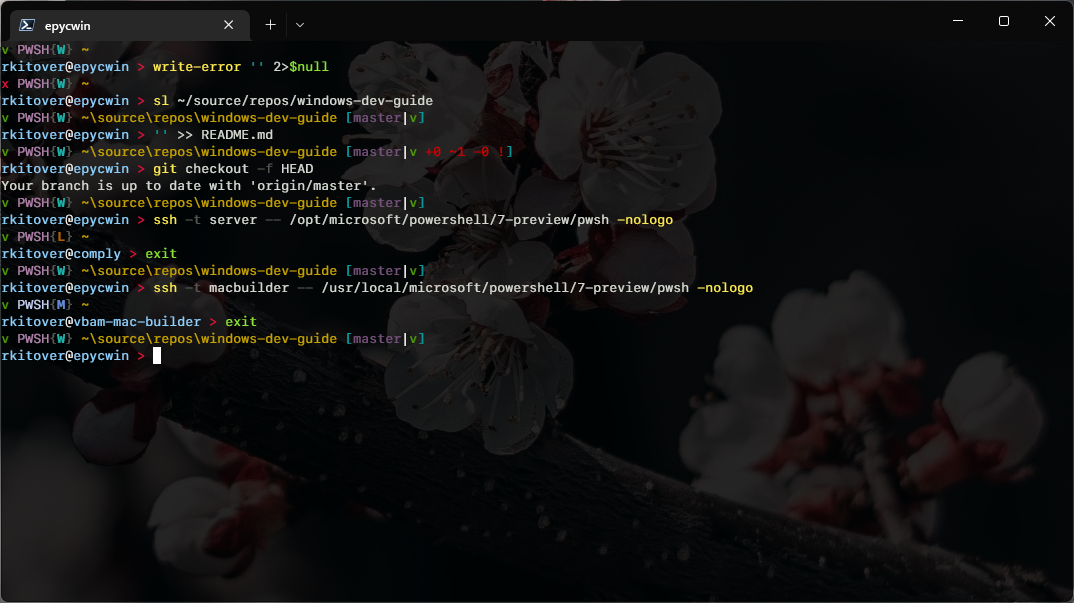 epycwin
v PWSH{W} ~
rkitover@epycwin > write-error '' 2>$null
x PWSH{W} ~
rkitover@epycwin > sl ~/source/repos/windows-dev-guide
v PWSH{W} ~\source\repos\windows-dev-guide [master|v]
rkitover@epycwin > '' >> README.md
v PWSH{W} ~\source\repos\windows-dev-guide [master|v +0 ~1 -0 !]
rkitover@epycwin > git checkout -f HEAD
Your branch is up to date with 'origin/master'.
v PWSH{W} ~\source\repos\windows-dev-guide [master|v]
rkitover@epycwin > ssh -t server -- /opt/microsoft/powershell/7-preview/pwsh -nologo
v PWSH{L} ~
rkitover@comply > exit
v PWSH{W} ~\source\repos\windows-dev-guide [master|v]
rkitover@epycwin > ssh -t macbuilder -- /usr/local/microsoft/powershell/7-preview/pwsh -nologo
v PWSH{M} ~
rkitover@vbam-mac-builder > exit
v PWSH{W} ~\source\repos\windows-dev-guide [master|v]
rkitover@epycwin >